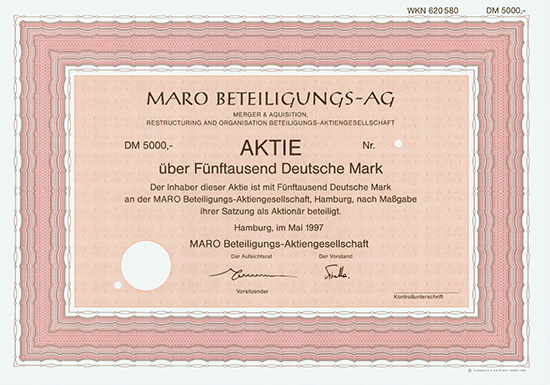 WKN 620 580 DM 5000,-
MARO BETEILIGUNGS-AG
MERGER & AQUISITION,
RESTRUCTURING AND ORGANISATION BETEILIGUNGS-AKTIENGESELLSCHAFT
DM 5000,- AKTIE Nr.
über Fünftausend Deutsche Mark
Der Inhaber dieser Aktie ist mit Fünftausend Deutsche Mark
an der MARO Beteiligungs-Aktiengesellschaft, Hamburg, nach Maßgabe
ihrer Satzung als Aktionär beteiligt.
Hamburg, im Mai 1997
MARO Beteiligungs-Aktiengesellschaft
Der Aufsichtsrat Der Vorstand
Vorsitzender
Kontrollunterschrift